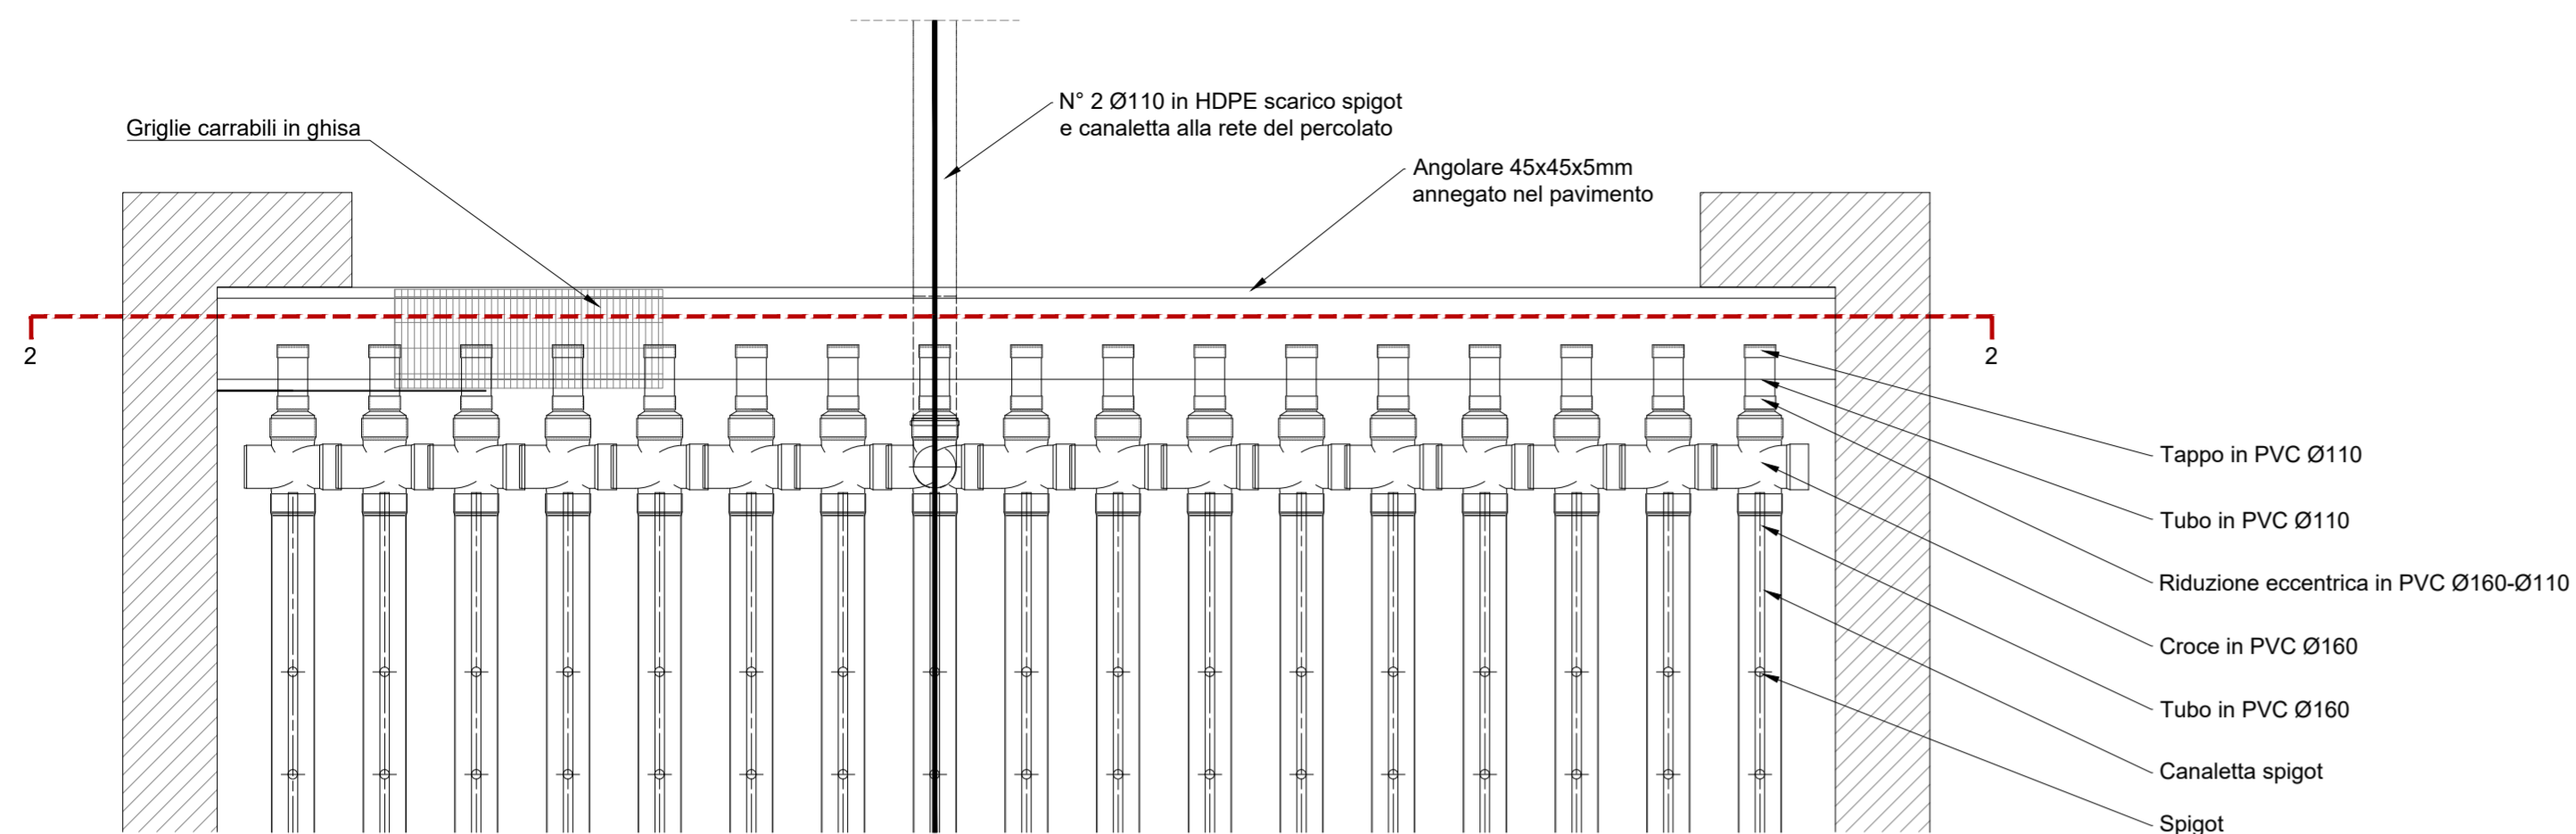 N° 2 Ø110 in HDPE scarico spigot
e canaletta alla rete del percolato
Griglie carrabili in ghisa
Angolare 45x45x5mm
annegato nel pavimento
2
2
Tappo in PVC Ø110
Tubo in PVC Ø110
Riduzione eccentrica in PVC Ø160-Ø110
Croce in PVC Ø160
Tubo in PVC Ø160
Canaletta spigot
Spigot